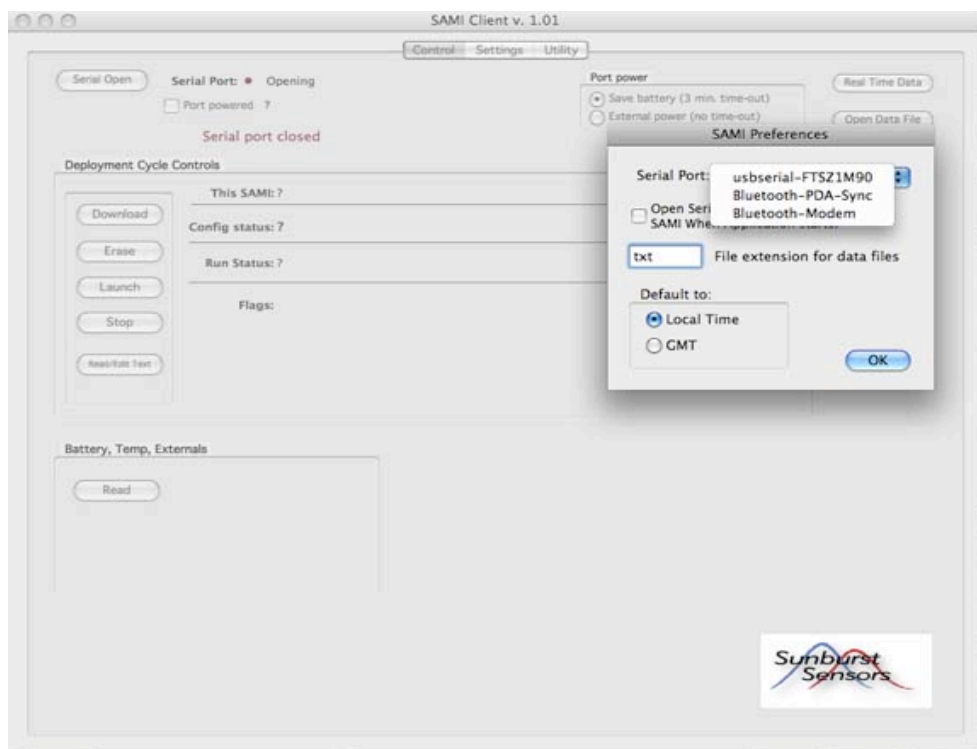 SAMI Client v. 1.01
Control Settings Utility
Serial Open
Serial Port: Opening
Port powered ?
Serial port closed
Port power
Save battery (3 min. time-out)
External power (no time-out)
Real Time Data
Open Data File
Deployment Cycle Controls
Download
Erase
Launch
Stop
Read/Edit Text
This SAMI: ?
Config status: ?
Run Status: ?
Flags:
SAMI Preferences
Serial Port:
usbserial-FTSZ1M90
Bluetooth-PDA-Sync
Bluetooth-Modem
Open Seri
SAMI Whe
txt
File extension for data files
Default to:
Local Time
GMT
OK
Battery, Temp, Externals
Read
Sunburst
Sensors